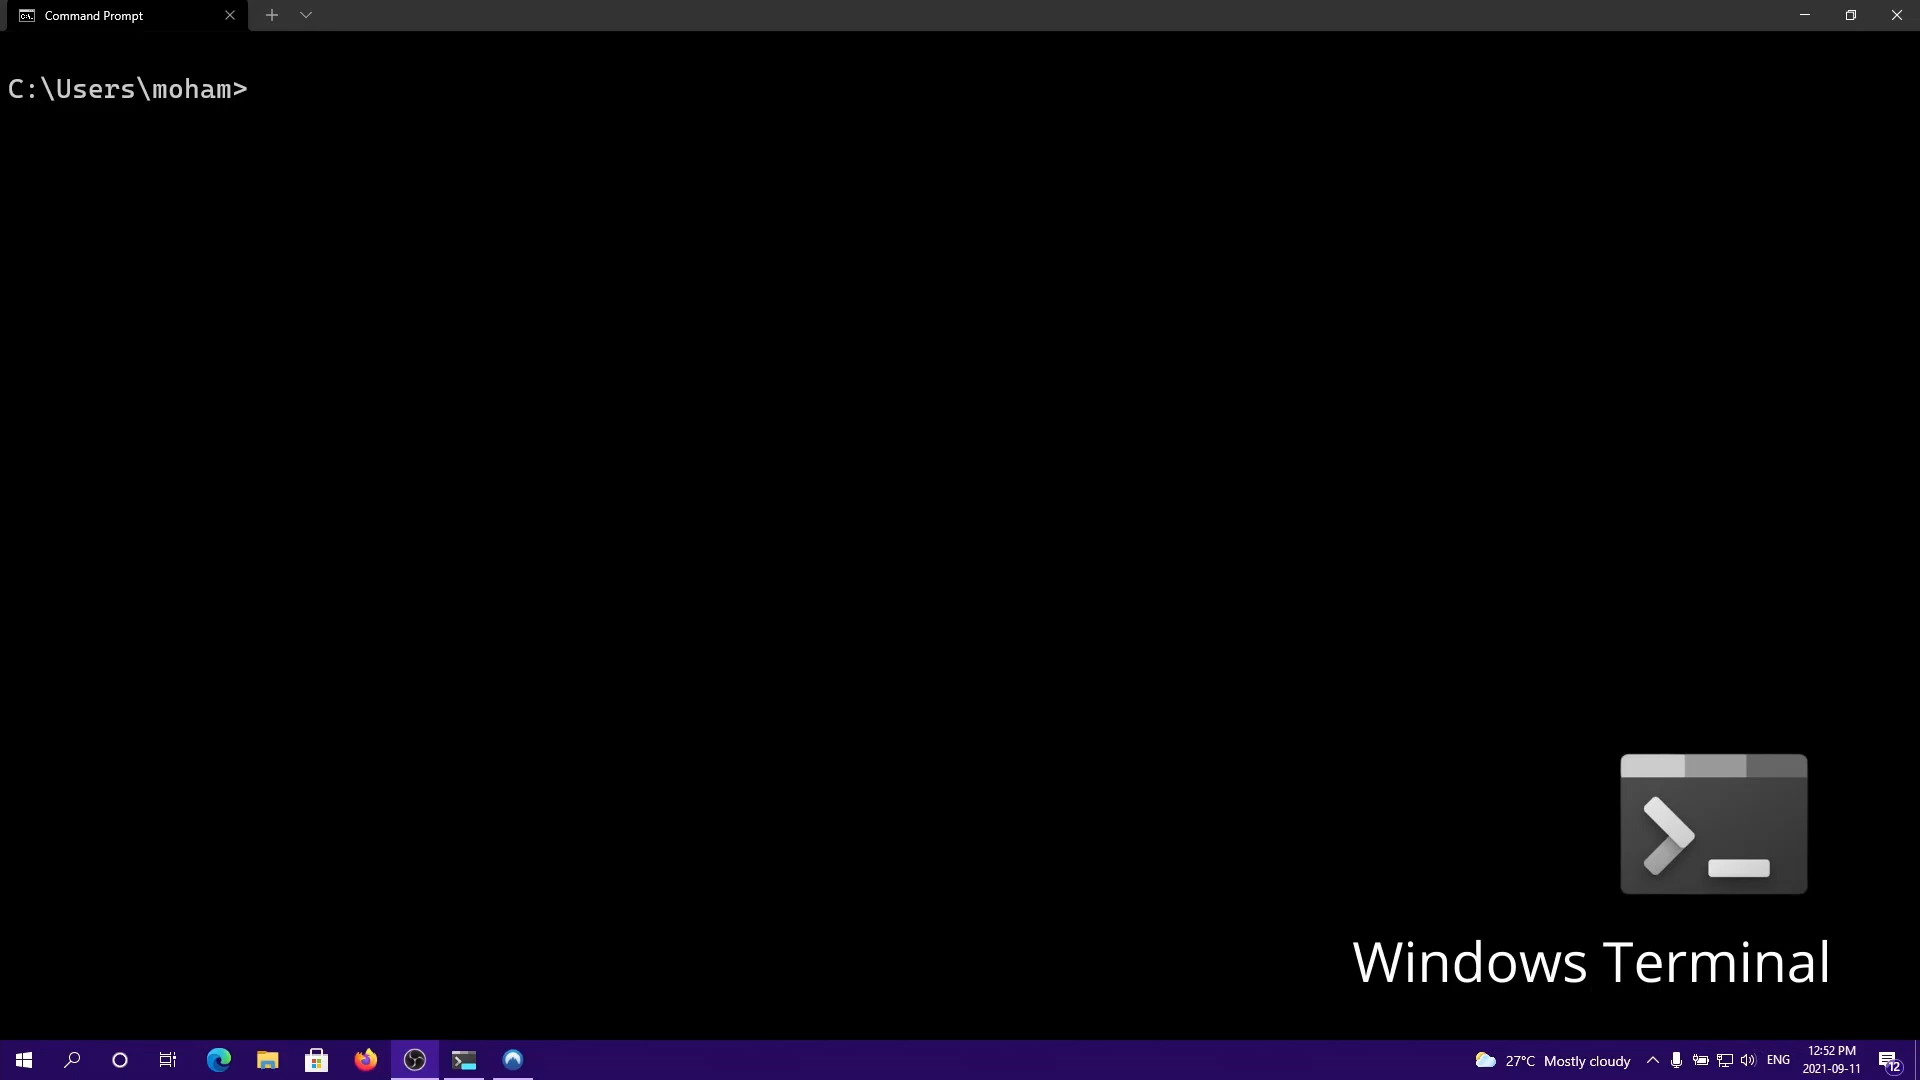 Command Prompt
C:\Users\moham>
Windows Terminal
27°C Mostly cloudy
ENG
12:52 PM
2021-09-11
12